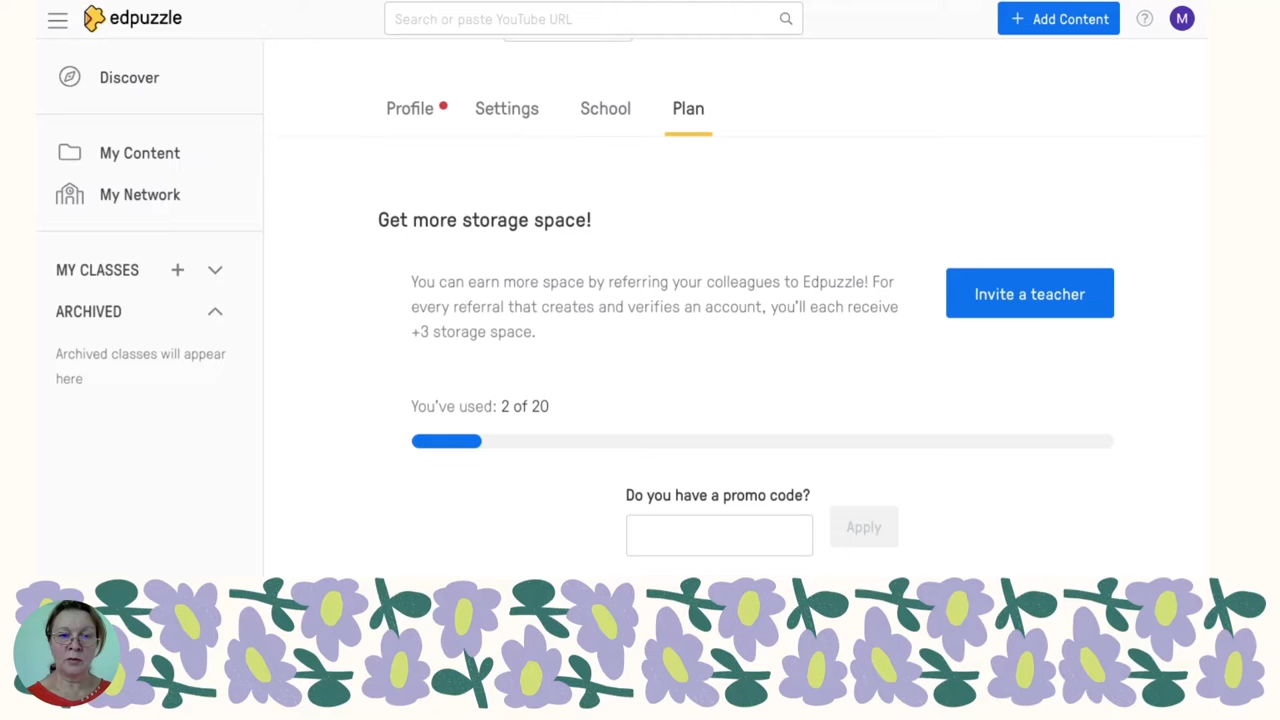 edpuzzle
Search or paste YouTube URL
+ Add Content
?
M
Discover
My Content
My Network
MY CLASSES +
ARCHIVED
Archived classes will appear
here
Profile
Settings
School
Plan
Get more storage space!
You can earn more space by referring your colleagues to Edpuzzle! For
every referral that creates and verifies an account, you'll each receive
+3 storage space.
Invite a teacher
You've used: 2 of 20
Do you have a promo code?
Apply